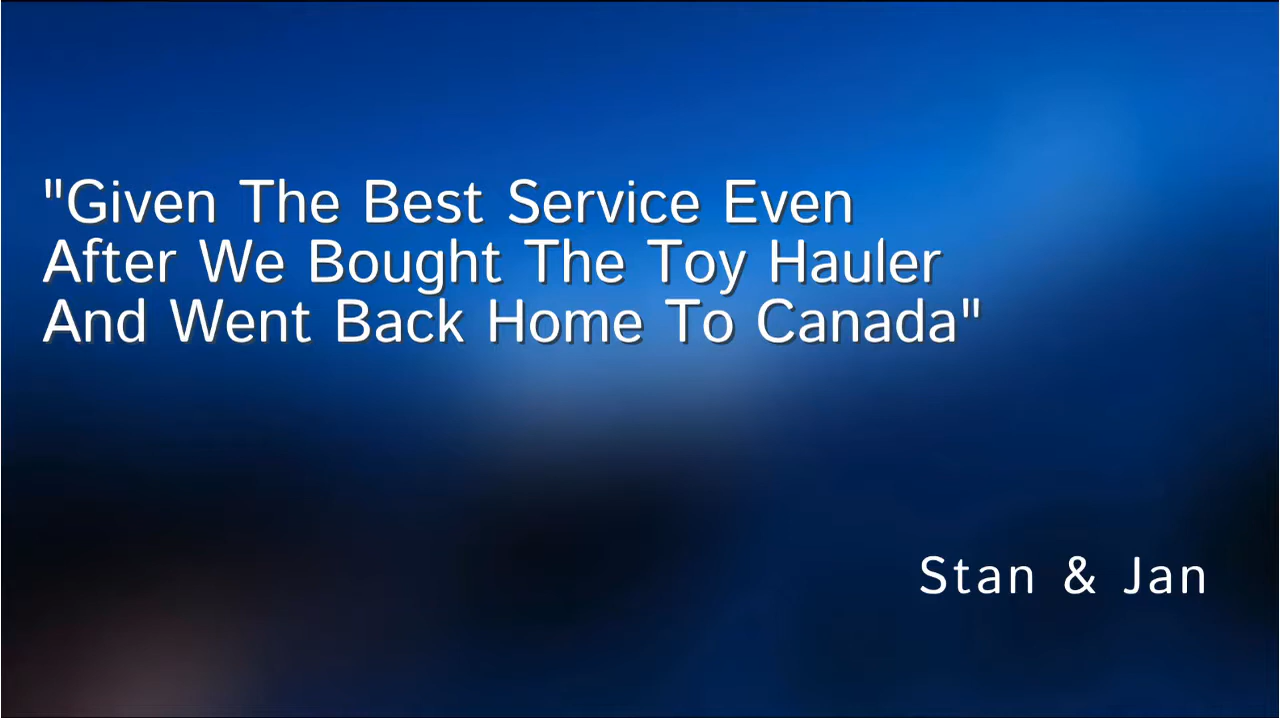 "Given The Best Service Even
After We Bought The Toy Hauler
And Went Back Home To Canada"
Stan & Jan